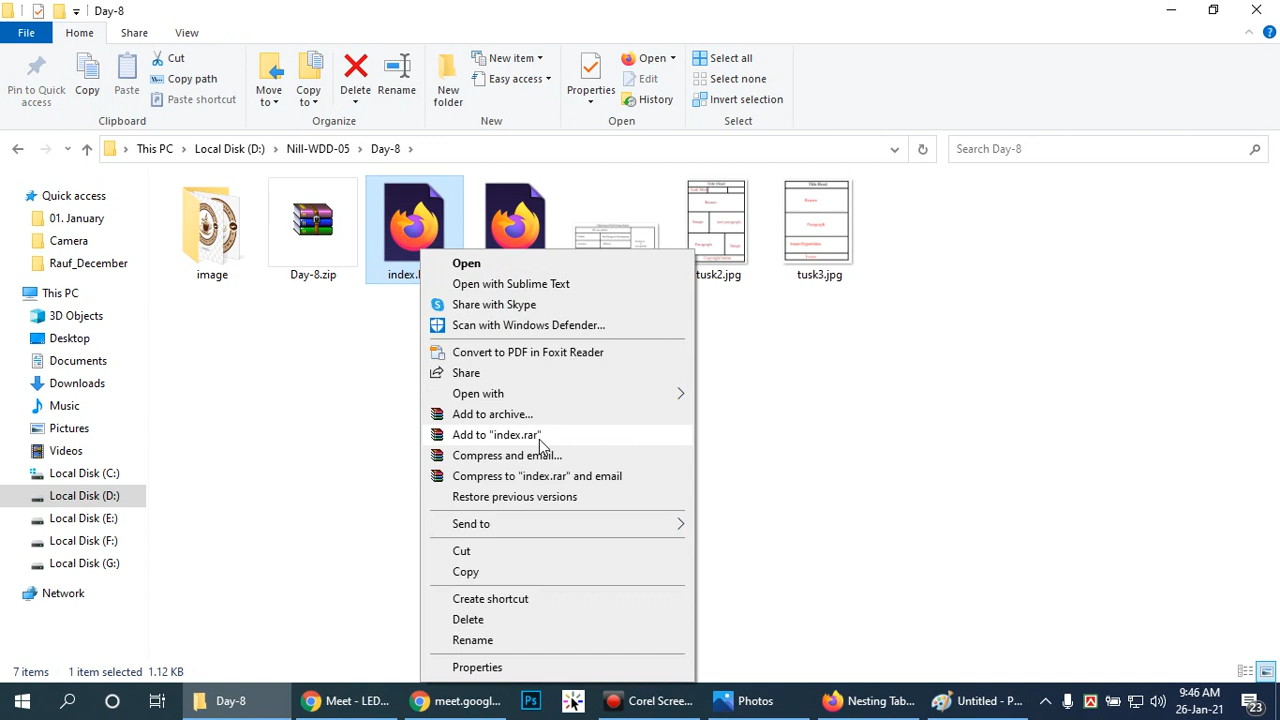 Day-8
File
Home
Share
View
Pin to Quick access
Copy
Paste
Cut
Copy path
Paste shortcut
Clipboard
Move to
Copy to
Delete
Rename
Organize
New folder
New item
Easy access
New
Properties
Open
Edit
History
Open
Select all
Select none
Invert selection
Select
This PC
Local Disk (D:)
Nill-WDD-05
Day-8
Search Day-8
Quick access
01. January
Camera
Rauf_December
This PC
3D Objects
Desktop
Documents
Downloads
Music
Pictures
Videos
Local Disk (C:)
Local Disk (D:)
Local Disk (E:)
Local Disk (F:)
Local Disk (G:)
Network
image
Day-8.zip
tusk2.jpg
tusk3.jpg
Open
Open with Sublime Text
Share with Skype
Scan with Windows Defender...
Convert to PDF in Foxit Reader
Share
Open with
Add to archive...
Add to "index.rar"
Compress and email...
Compress to "index.rar" and email
Restore previous versions
Send to
Cut
Copy
Create shortcut
Delete
Rename
Properties
7 items
1 item selected 1.12 KB
Day-8
Meet - LED...
meet.googl...
Ps
Corel Scree...
Photos
Nesting Tab...
Untitled - P...
9:46 AM
26-Jan-21
23